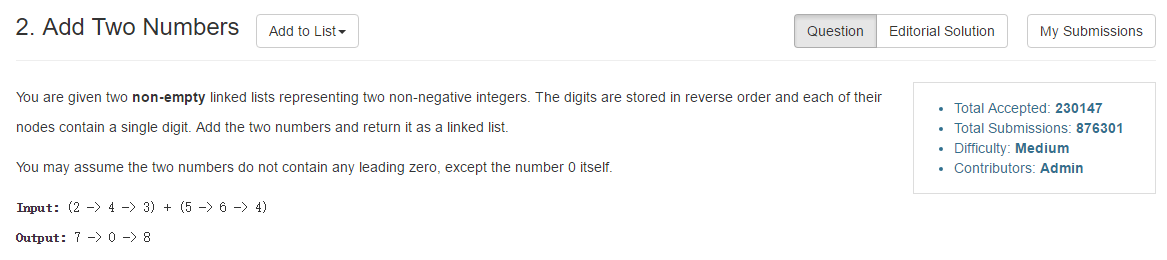 2. Add Two Numbers
Add to List
Question
Editorial Solution
My Submissions
You are given two non-empty linked lists representing two non-negative integers. The digits are stored in reverse order and each of their
nodes contain a single digit. Add the two numbers and return it as a linked list.
You may assume the two numbers do not contain any leading zero, except the number 0 itself.
Input: (2 -> 4 -> 3) + (5 -> 6 -> 4)
Output: 7 -> 0 -> 8
Total Accepted: 230147
Total Submissions: 876301
Difficulty: Medium
Contributors: Admin